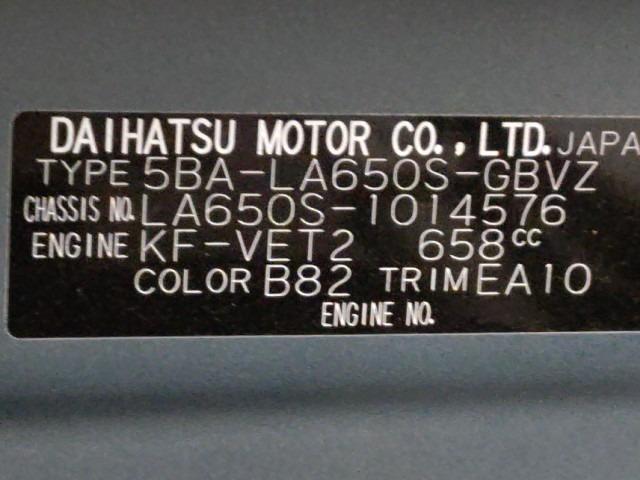 DAIHATSU MOTOR CO., LTD. JAPA
TYPE 5BA-LA650S-GBVZ
CHASSIS NO. LA650S-1014576
ENGINE KF-VET2 658cc
COLOR B82 TRIM EA10
ENGINE NO.